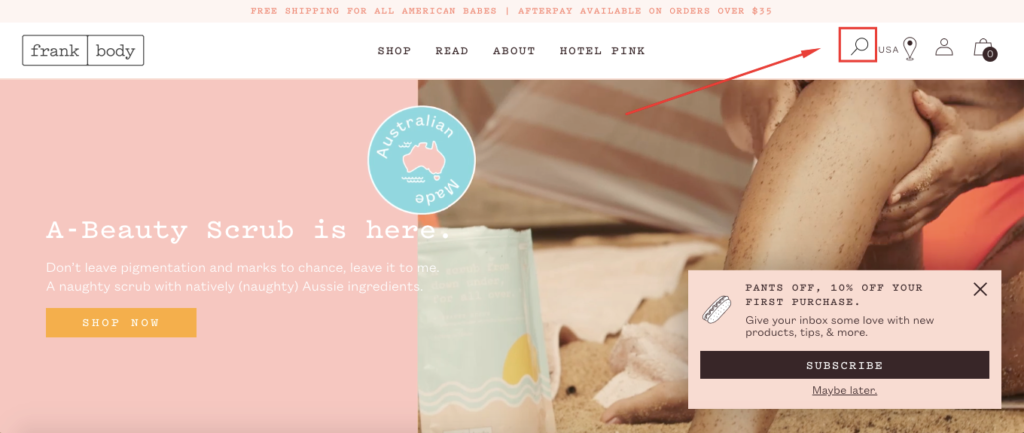 FREE SHIPPING FOR ALL AMERICAN BABES | AFTERPAY AVAILABLE ON ORDERS OVER $35
frank body
SHOP READ ABOUT HOTEL PINK
USA
0
Australian
Made
A-Beauty Scrub is here.
Don't leave pigmentation and marks to chance, leave it to me.
A naughty scrub with natively (naughty) Aussie ingredients.
SHOP NOW
PANTS OFF, 10% OFF YOUR
FIRST PURCHASE.
Give your inbox some love with new
products, tips, & more.
SUBSCRIBE
Maybe later.